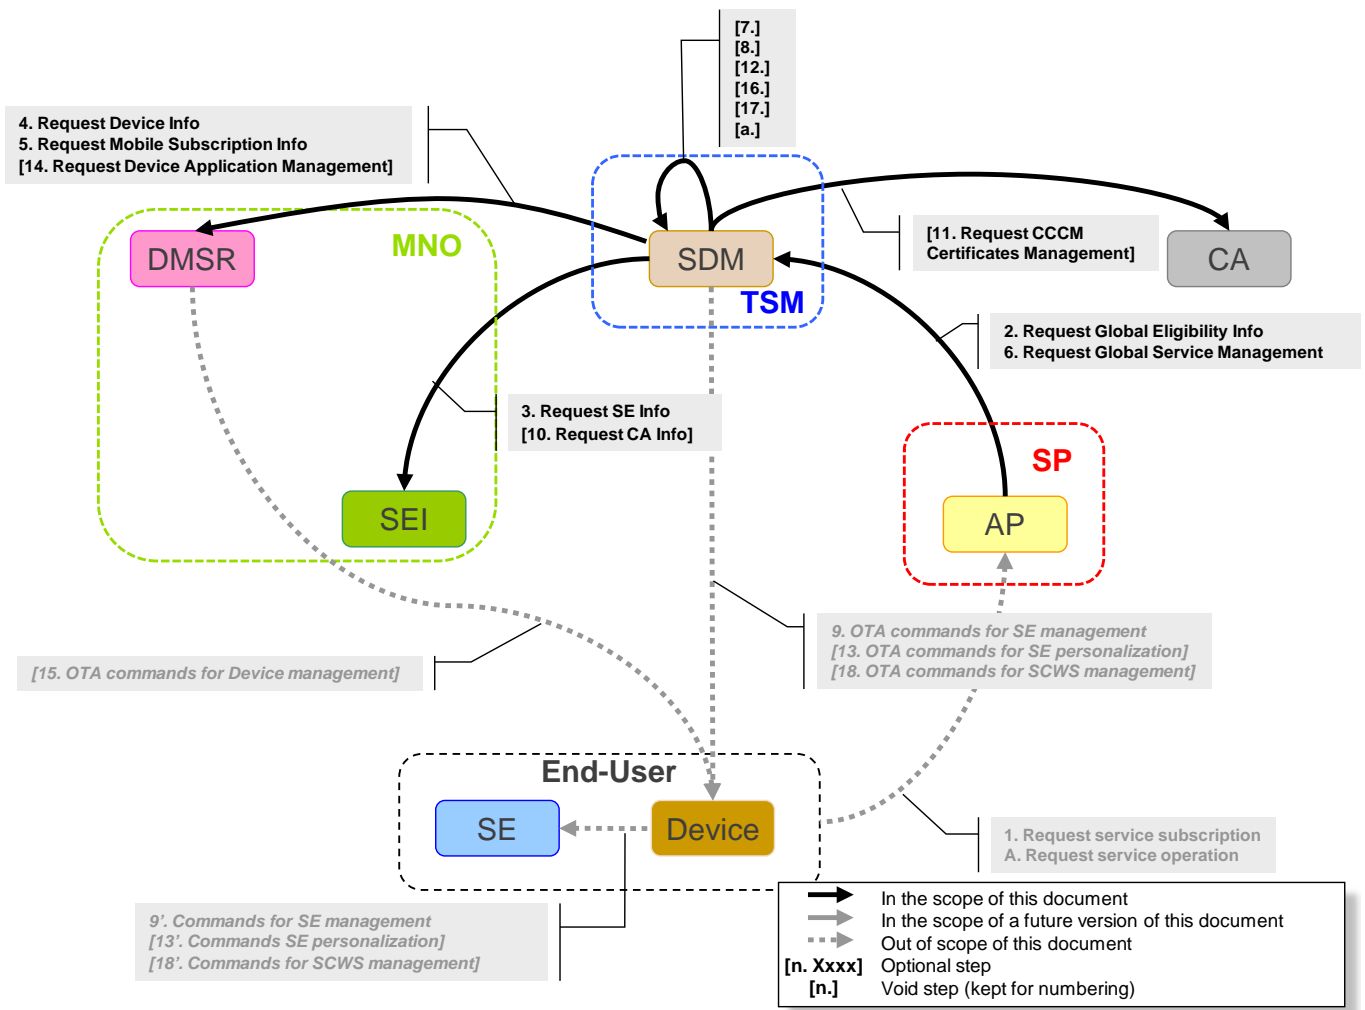 [7.]
[8.]
[12.]
[16.]
[17.]
[a.]
4. Request Device Info
5. Request Mobile Subscription Info
[14. Request Device Application Management]
DMSR
MNO
SDM
TSM
[11. Request CCCM
Certificates Management]
CA
2. Request Global Eligibility Info
6. Request Global Service Management
3. Request SE Info
[10. Request CA Info]
SEI
SP
AP
9. OTA commands for SE management
[13. OTA commands for SE personalization]
[18. OTA commands for SCWS management]
[15. OTA commands for Device management]
End-User
SE
Device
1. Request service subscription
A. Request service operation
9’. Commands for SE management
[13’. Commands SE personalization]
[18’. Commands for SCWS management]
In the scope of this document
In the scope of a future version of this document
Out of scope of this document
[n. Xxxx] Optional step
[n.] Void step (kept for numbering)